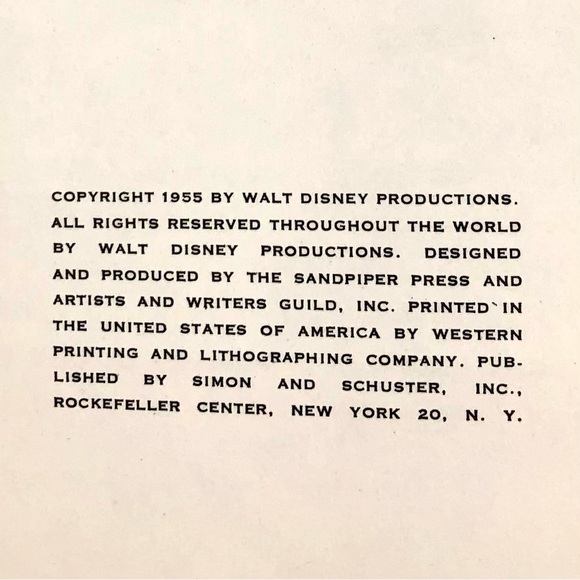 COPYRIGHT 1955 BY WALT DISNEY PRODUCTIONS.
ALL RIGHTS RESERVED THROUGHOUT THE WORLD
BY WALT DISNEY PRODUCTIONS. DESIGNED
AND PRODUCED BY THE SANDPIPER PRESS AND
ARTISTS AND WRITERS GUILD, INC. PRINTED IN
THE UNITED STATES OF AMERICA BY WESTERN
PRINTING AND LITHOGRAPHING COMPANY. PUB-
LISHED BY SIMON AND SCHUSTER, INC.,
ROCKEFELLER CENTER, NEW YORK 20, N. Y.